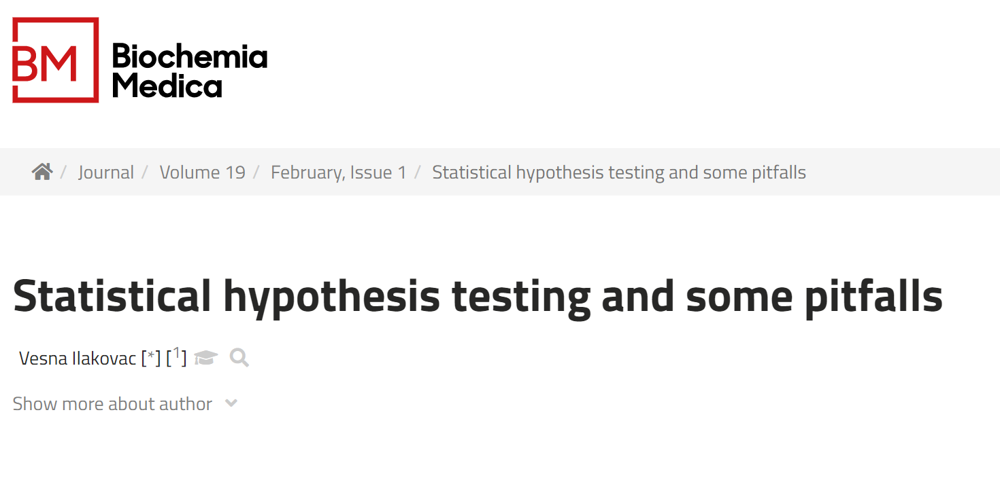 BM
Biochemia
Medica
/ Journal / Volume 19 / February, Issue 1 / Statistical hypothesis testing and some pitfalls
Statistical hypothesis testing and some pitfalls
Vesna Ilakovac [*] [1]
Show more about author